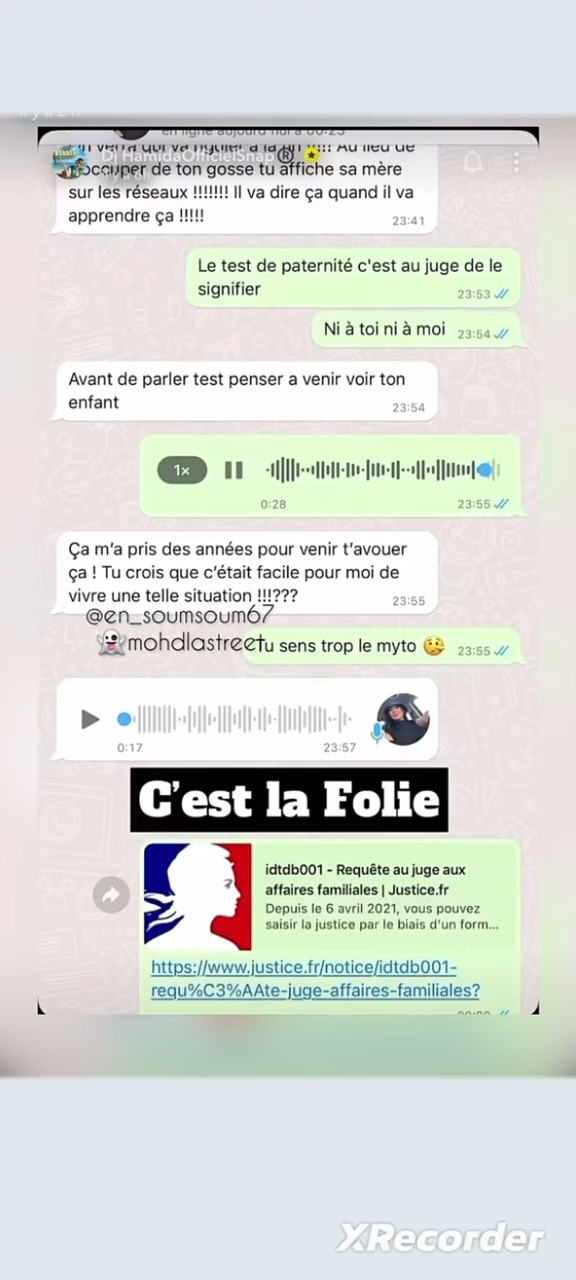 en ligne aujourd'hui à 00:23
Dj HamidaOfficielSnap®
!!! Au lieu de
t'occuper de ton gosse tu affiche sa mère
sur les réseaux !!!!!!! Il va dire ça quand il va
apprendre ça !!!!!
23:41
Le test de paternité c'est au juge de le
signifier
23:53
Ni à toi ni à moi
23:54
Avant de parler test penser a venir voir ton
enfant
23:54
1x
0:28
23:55
Ça m’a pris des années pour venir t’avouer
ça ! Tu crois que c’était facile pour moi de
vivre une telle situation !!!???
23:55
@en_soumsoum67
👻mohdlastreet
Tu sens trop le myto 🤥
23:55
0:17
23:57
C’est la Folie
idtdb001 - Requête au juge aux
affaires familiales | Justice.fr
Depuis le 6 avril 2021, vous pouvez
saisir la justice par le biais d'un form...
https://www.justice.fr/notice/idtdb001-
requ%C3%AAte-juge-affaires-familiales?
XRecorder